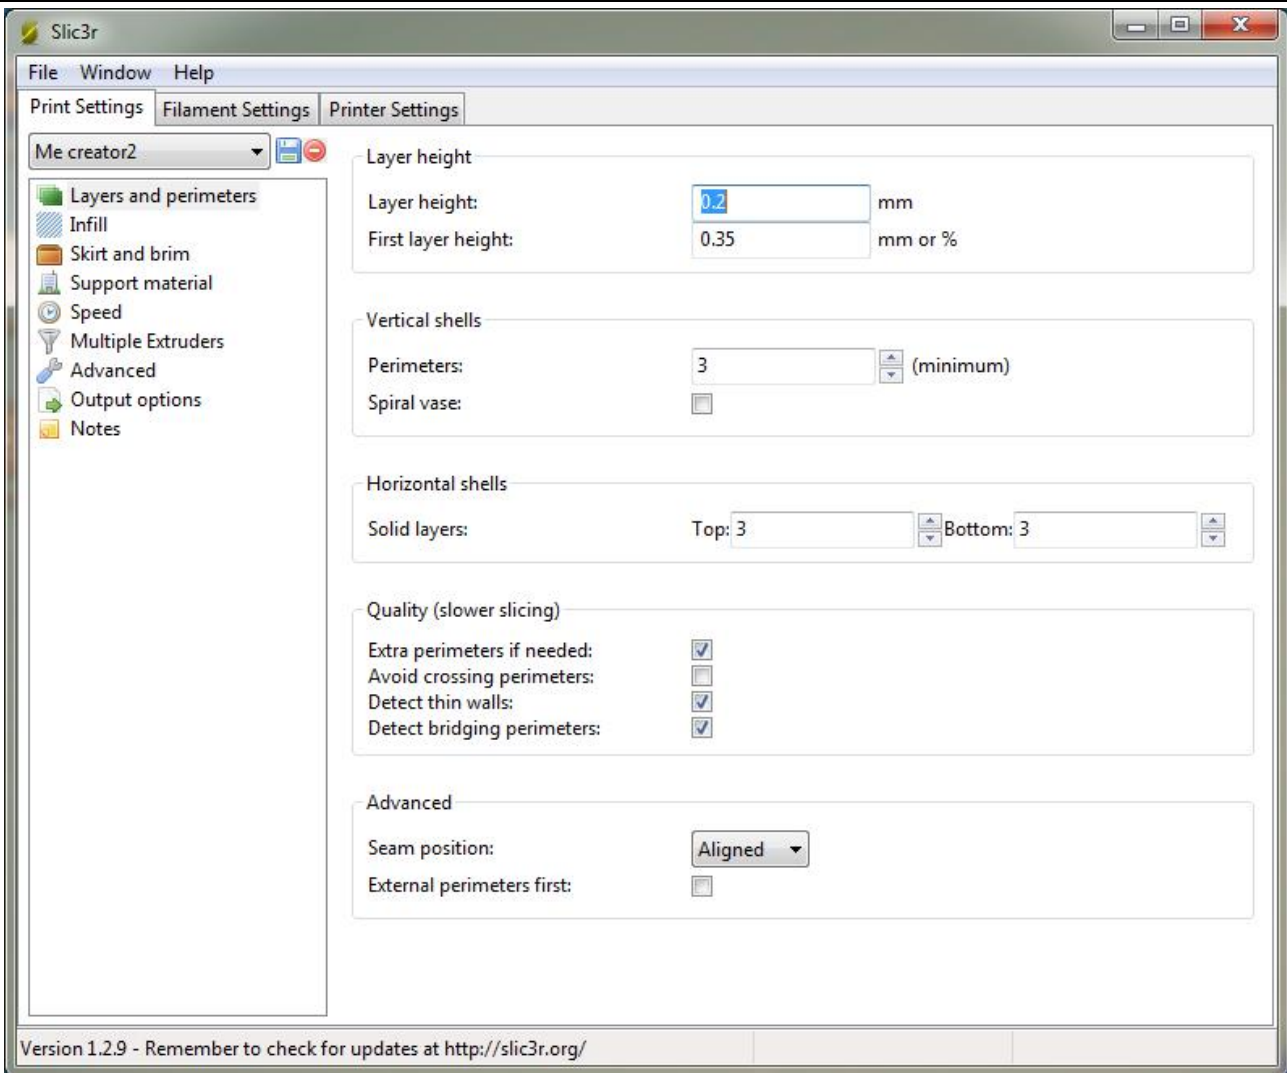 Slic3r
File Window Help
Print Settings Filament Settings Printer Settings
Me creator2
Layers and perimeters
Infill
Skirt and brim
Support material
Speed
Multiple Extruders
Advanced
Output options
Notes
Layer height
Layer height: 0.2 mm
First layer height: 0.35 mm or %
Vertical shells
Perimeters: 3 (minimum)
Spiral vase:
Horizontal shells
Solid layers: Top: 3 Bottom: 3
Quality (slower slicing)
Extra perimeters if needed:
Avoid crossing perimeters:
Detect thin walls:
Detect bridging perimeters:
Advanced
Seam position: Aligned
External perimeters first:
Version 1.2.9 - Remember to check for updates at http://slic3r.org/